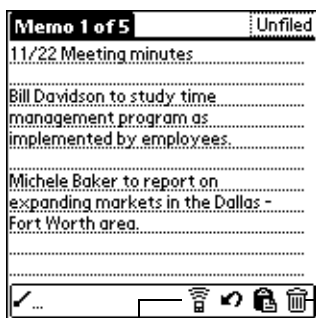 Memo 1 of 5
Unfiled
11/22 Meeting minutes
Bill Davidson to study time
management program as
implemented by employees.
Michele Baker to report on
expanding markets in the Dallas -
Fort Worth area.
...